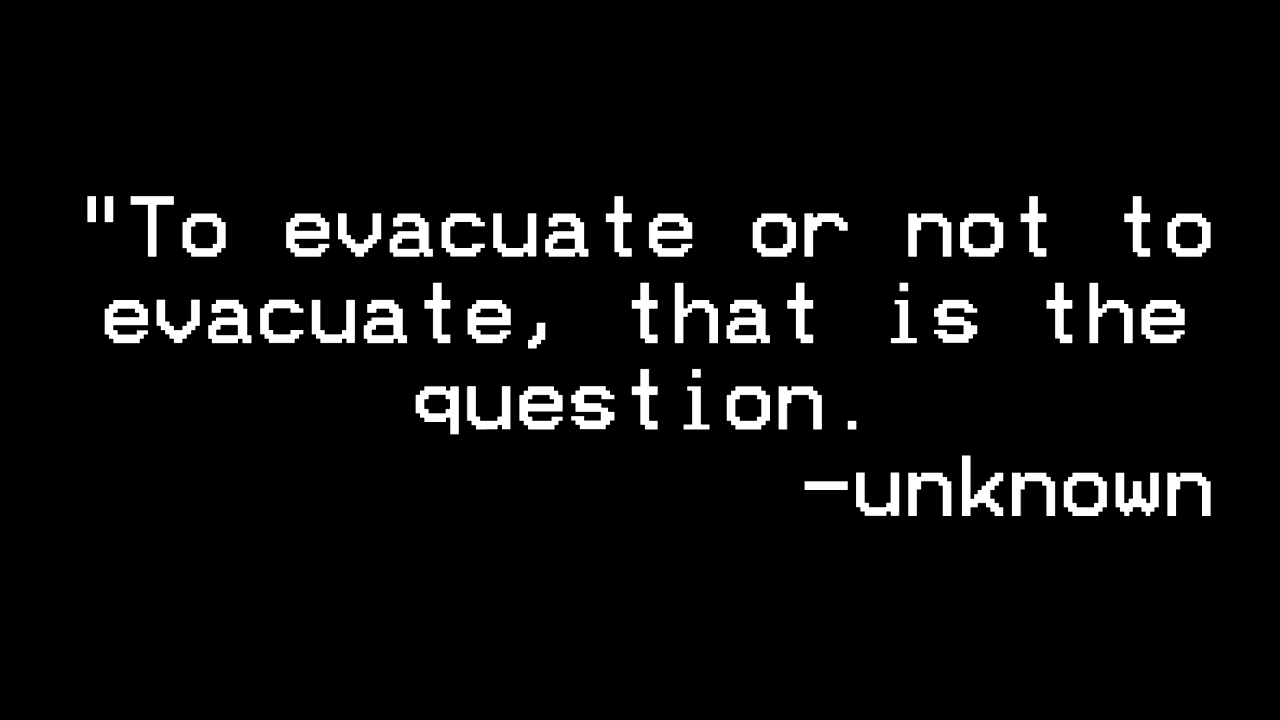 "To evacuate or not to
evacuate, that is the
question.
-unknown